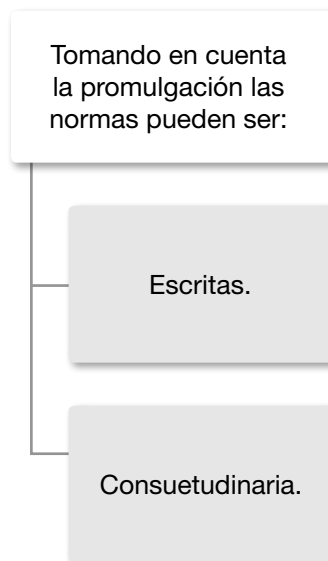 Tomando en cuenta
la promulgación las
normas pueden ser:
Escritas.
Consuetudinaria.